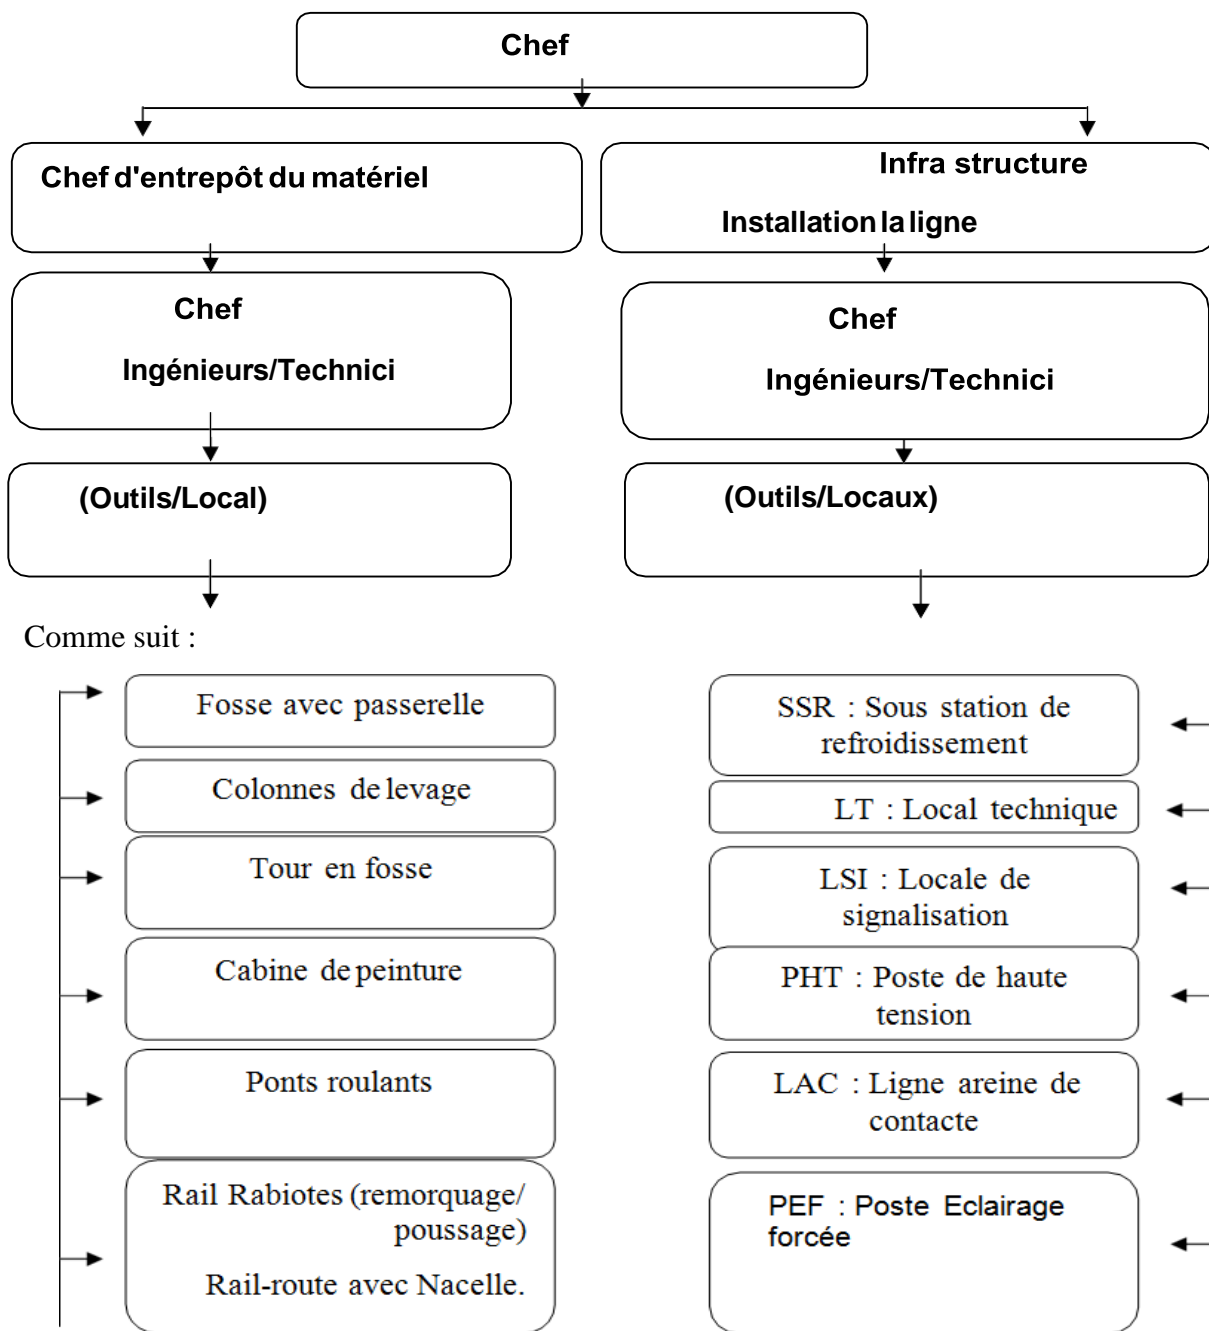 Chef
Chef d'entrepôt du matériel
Infra structure
Installation la ligne
Chef
Ingénieurs/Technici
Chef
Ingénieurs/Technici
(Outils/Local)
(Outils/Locaux)
Comme suit :
Fosse avec passerelle
Colonnes de levage
Tour en fosse
Cabine de peinture
Ponts roulants
Rail Rabiotes (remorquage/
poussage)
Rail-route avec Nacelle.
SSR : Sous station de
refroidissement
LT : Local technique
LSI : Locale de
signalisation
PHT : Poste de haute
tension
LAC : Ligne areine de
contacte
PEF : Poste Eclairage
forcée